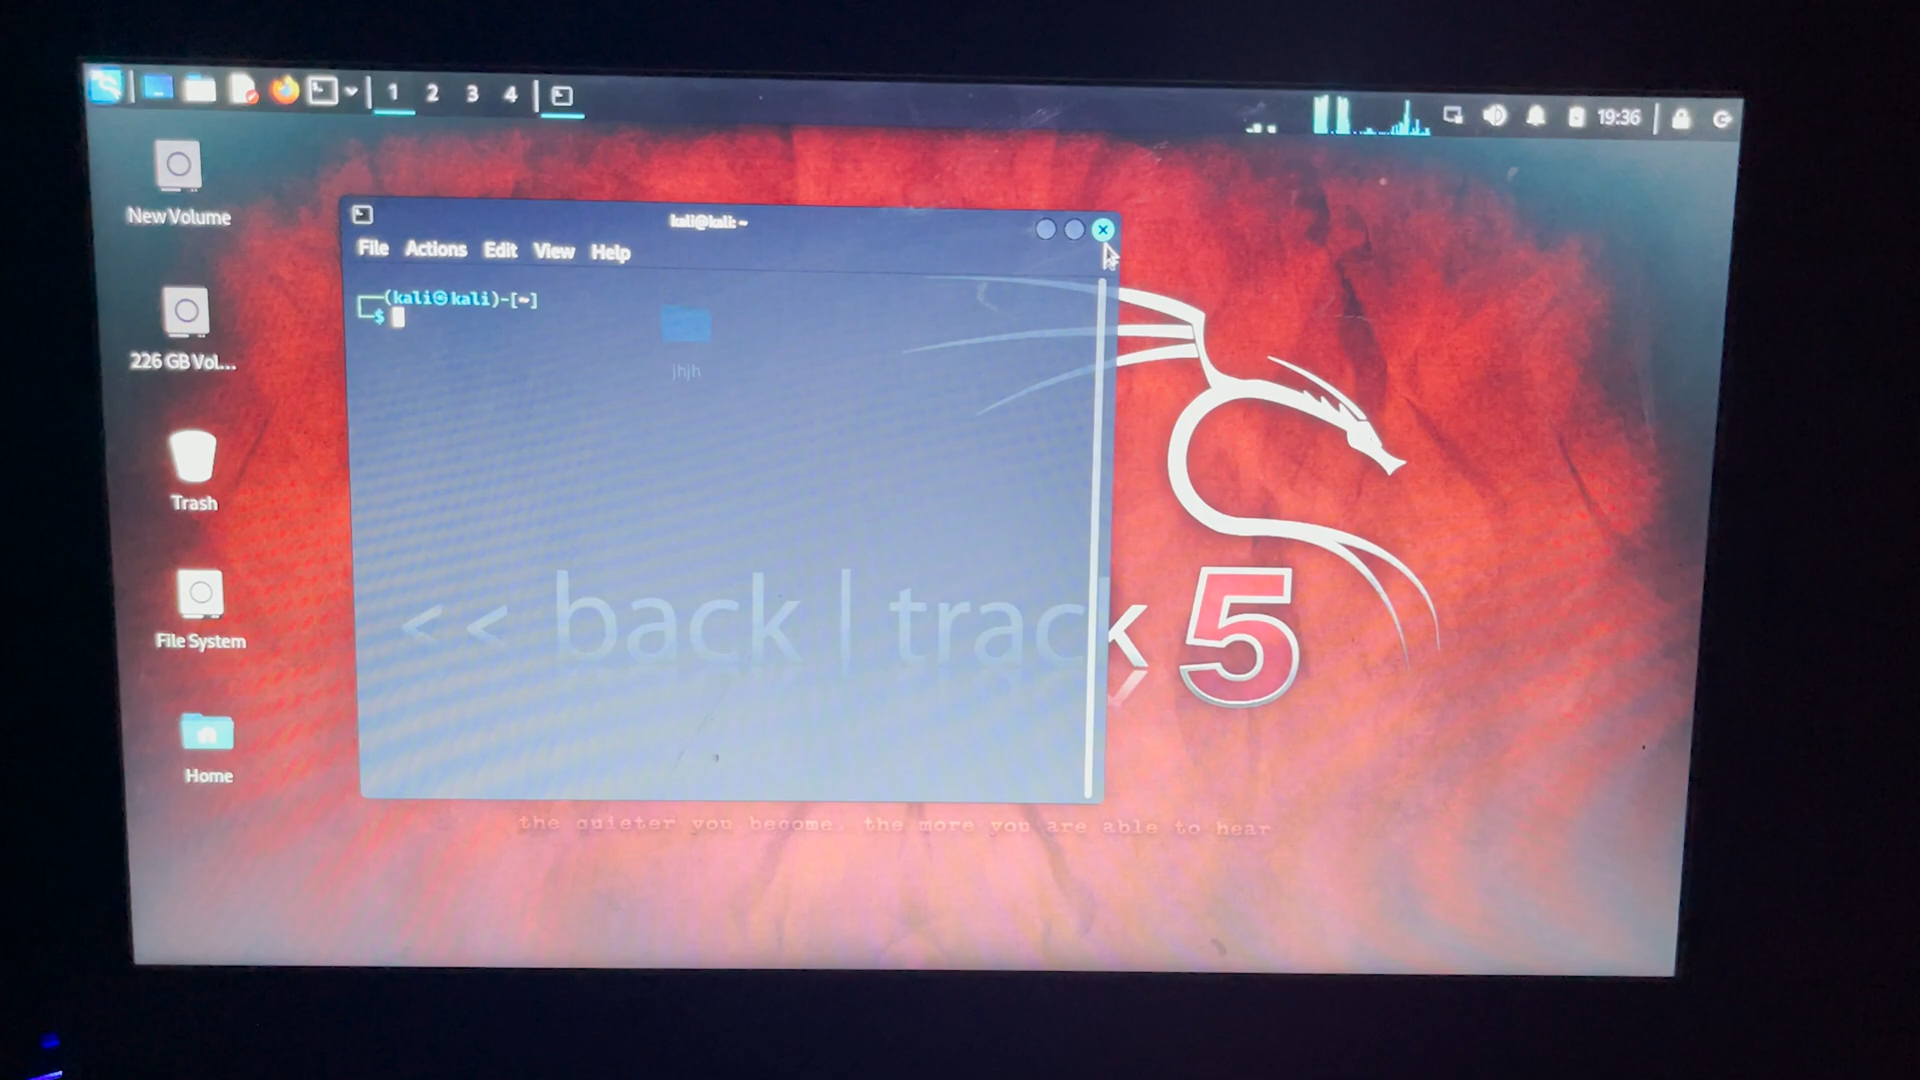 1 2 3 4
19:36
New Volume
226 GB Vol...
Trash
File System
Home
kali@kali: ~
File Actions Edit View Help
(kali㉿kali)-[~]
$
jhjh
<< back | track 5
the quieter you become, the more you are able to hear